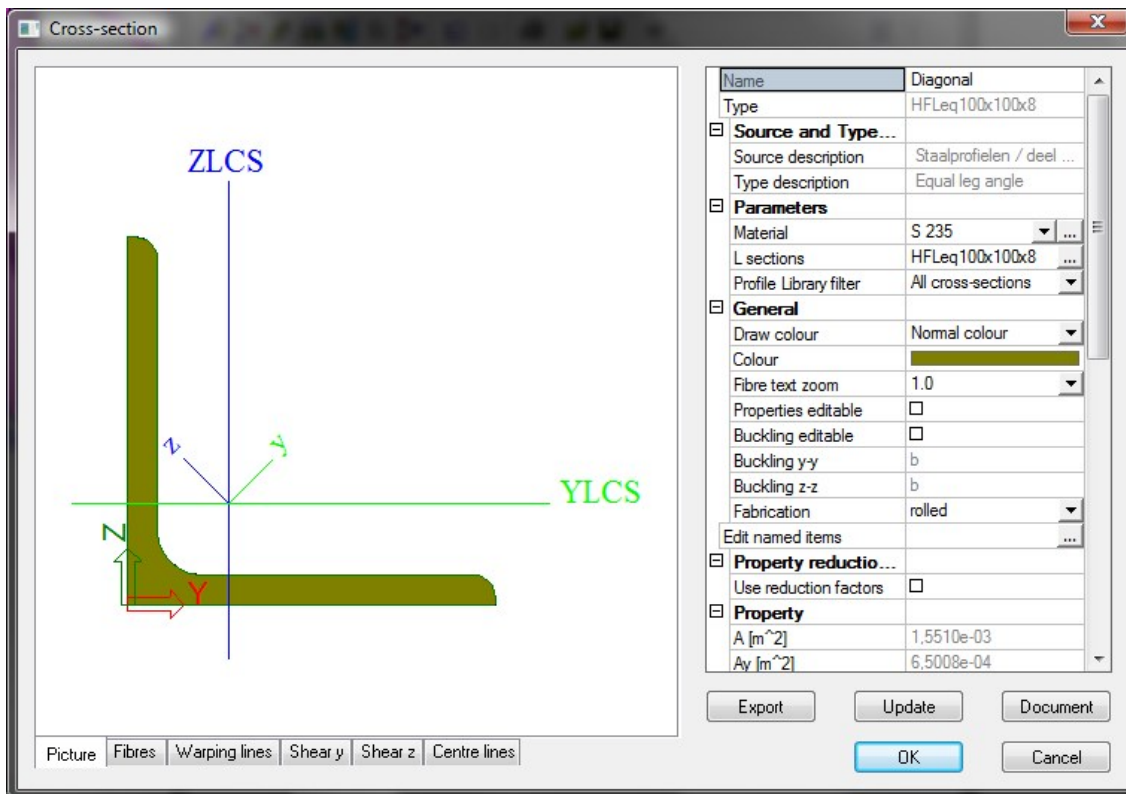 Cross-section
ZLCS
z
y
YLCS
Z
Y
Picture Fibres Warping lines Shear y Shear z Centre lines
Name Diagonal
Type HFLeq100x100x8
Source and Type...
Source description Staalprofielen / deel ...
Type description Equal leg angle
Parameters
Material S 235 ...
L sections HFLeq100x100x8 ...
Profile Library filter All cross-sections
General
Draw colour Normal colour
Colour
Fibre text zoom 1.0
Properties editable
Buckling editable
Buckling y-y b
Buckling z-z b
Fabrication rolled
Edit named items ...
Property reductio...
Use reduction factors
Property
A [m^2] 1,5510e-03
Ay [m^2] 6,5008e-04
Export Update Document
OK Cancel